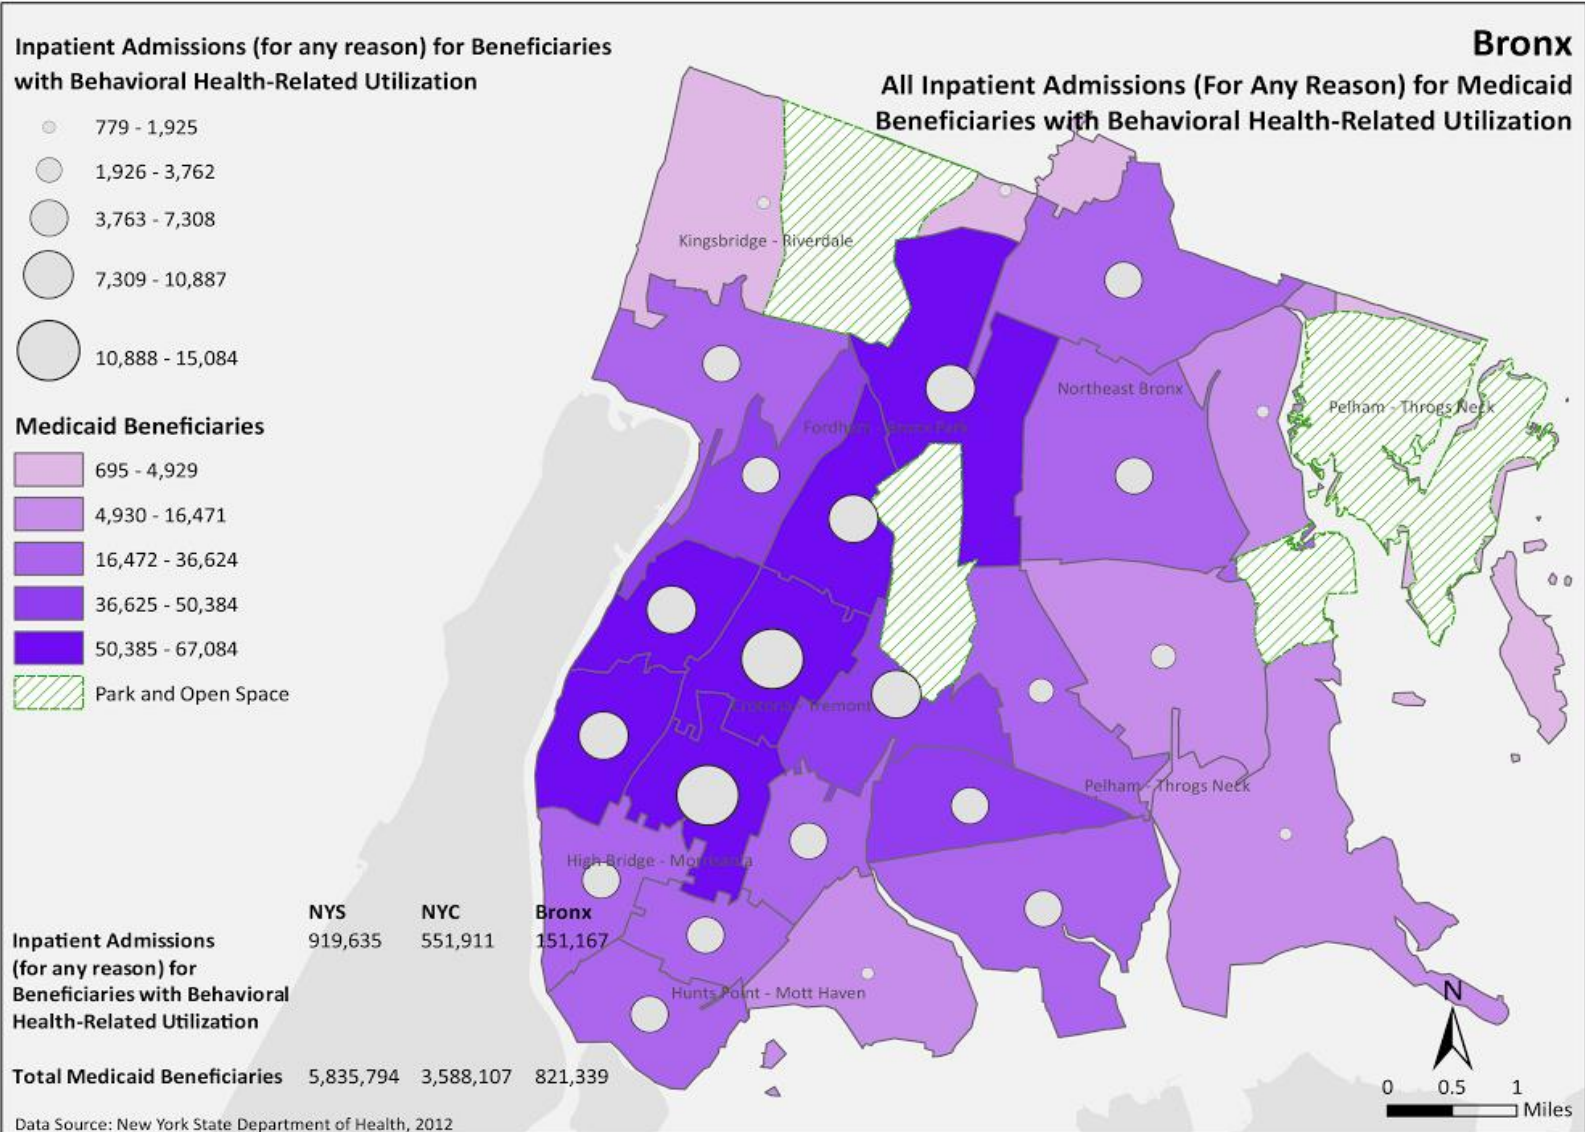 Bronx
All Inpatient Admissions (For Any Reason) for Medicaid
Beneficiaries with Behavioral Health-Related Utilization
Inpatient Admissions (for any reason) for Beneficiaries
with Behavioral Health-Related Utilization
779 - 1,925
1,926 - 3,762
3,763 - 7,308
7,309 - 10,887
10,888 - 15,084
Medicaid Beneficiaries
695 - 4,929
4,930 - 16,471
16,472 - 36,624
36,625 - 50,384
50,385 - 67,084
Park and Open Space
Kingsbridge - Riverdale
Northeast Bronx
Pelham - Throgs Neck
Fordham - Bronx Park
Crotona - Tremont
Pelham - Throgs Neck
High Bridge - Morrisania
Hunts Point - Mott Haven
NYS NYC Bronx
Inpatient Admissions 919,635 551,911 151,167
(for any reason) for
Beneficiaries with Behavioral
Health-Related Utilization
Total Medicaid Beneficiaries 5,835,794 3,588,107 821,339
Data Source: New York State Department of Health, 2012
N
0 0.5 1
Miles